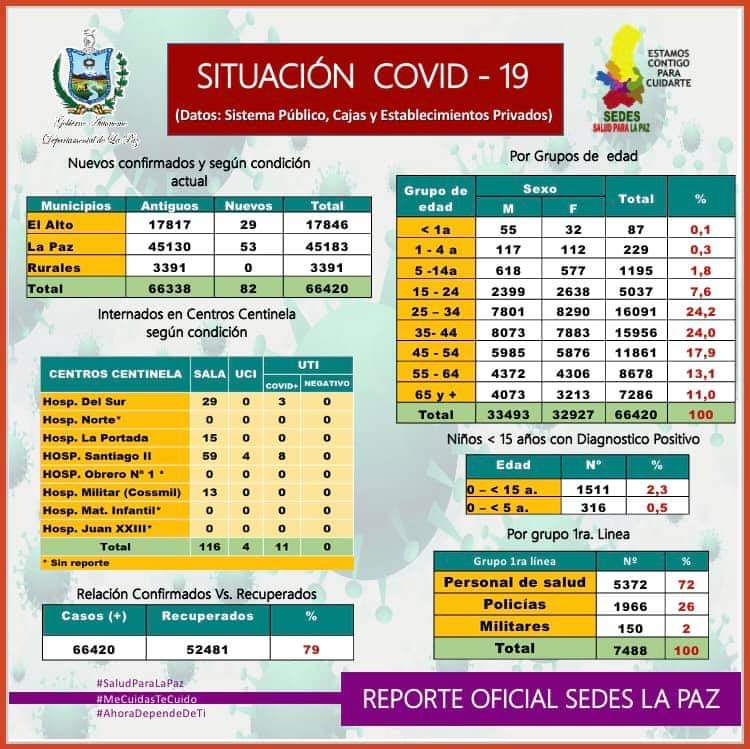 Gobierno Autónomo
Departamental de La Paz
SITUACIÓN COVID - 19
(Datos: Sistema Público, Cajas y Establecimientos Privados)
ESTAMOS
CONTIGO
PARA
CUIDARTE
SEDES
SALUD PARA LA PAZ
Nuevos confirmados y según condición
actual
Municipios Antiguos Nuevos Total
El Alto 17817 29 17846
La Paz 45130 53 45183
Rurales 3391 0 3391
Total 66338 82 66420
Internados en Centros Centinela
según condición
CENTROS CENTINELA SALA UCI UTI
COVID+ NEGATIVO
Hosp. Del Sur 29 0 3 0
Hosp. Norte* 0 0 0 0
Hosp. La Portada 15 0 0 0
HOSP. Santiago II 59 4 8 0
HOSP. Obrero Nº 1 * 0 0 0 0
Hosp. Militar (Cossmil) 13 0 0 0
Hosp. Mat. Infantil* 0 0 0 0
Hosp. Juan XXIII* 0 0 0 0
Total 116 4 11 0
* Sin reporte
Relación Confirmados Vs. Recuperados
Casos (+) Recuperados %
66420 52481 79
Por Grupos de edad
Grupo de edad Sexo Total %
M F
< 1a 55 32 87 0,1
1 - 4 a 117 112 229 0,3
5 -14a 618 577 1195 1,8
15 - 24 2399 2638 5037 7,6
25 – 34 7801 8290 16091 24,2
35- 44 8073 7883 15956 24,0
45 - 54 5985 5876 11861 17,9
55 - 64 4372 4306 8678 13,1
65 y + 4073 3213 7286 11,0
Total 33493 32927 66420 100
Niños < 15 años con Diagnostico Positivo
Edad Nº %
0 – < 15 a. 1511 2,3
0 – < 5 a. 316 0,5
Por grupo 1ra. Linea
Grupo 1ra línea Nº %
Personal de salud 5372 72
Policías 1966 26
Militares 150 2
Total 7488 100
#SaludParaLaPaz
#MeCuidasTeCuido
#AhoraDependeDeTi
REPORTE OFICIAL SEDES LA PAZ